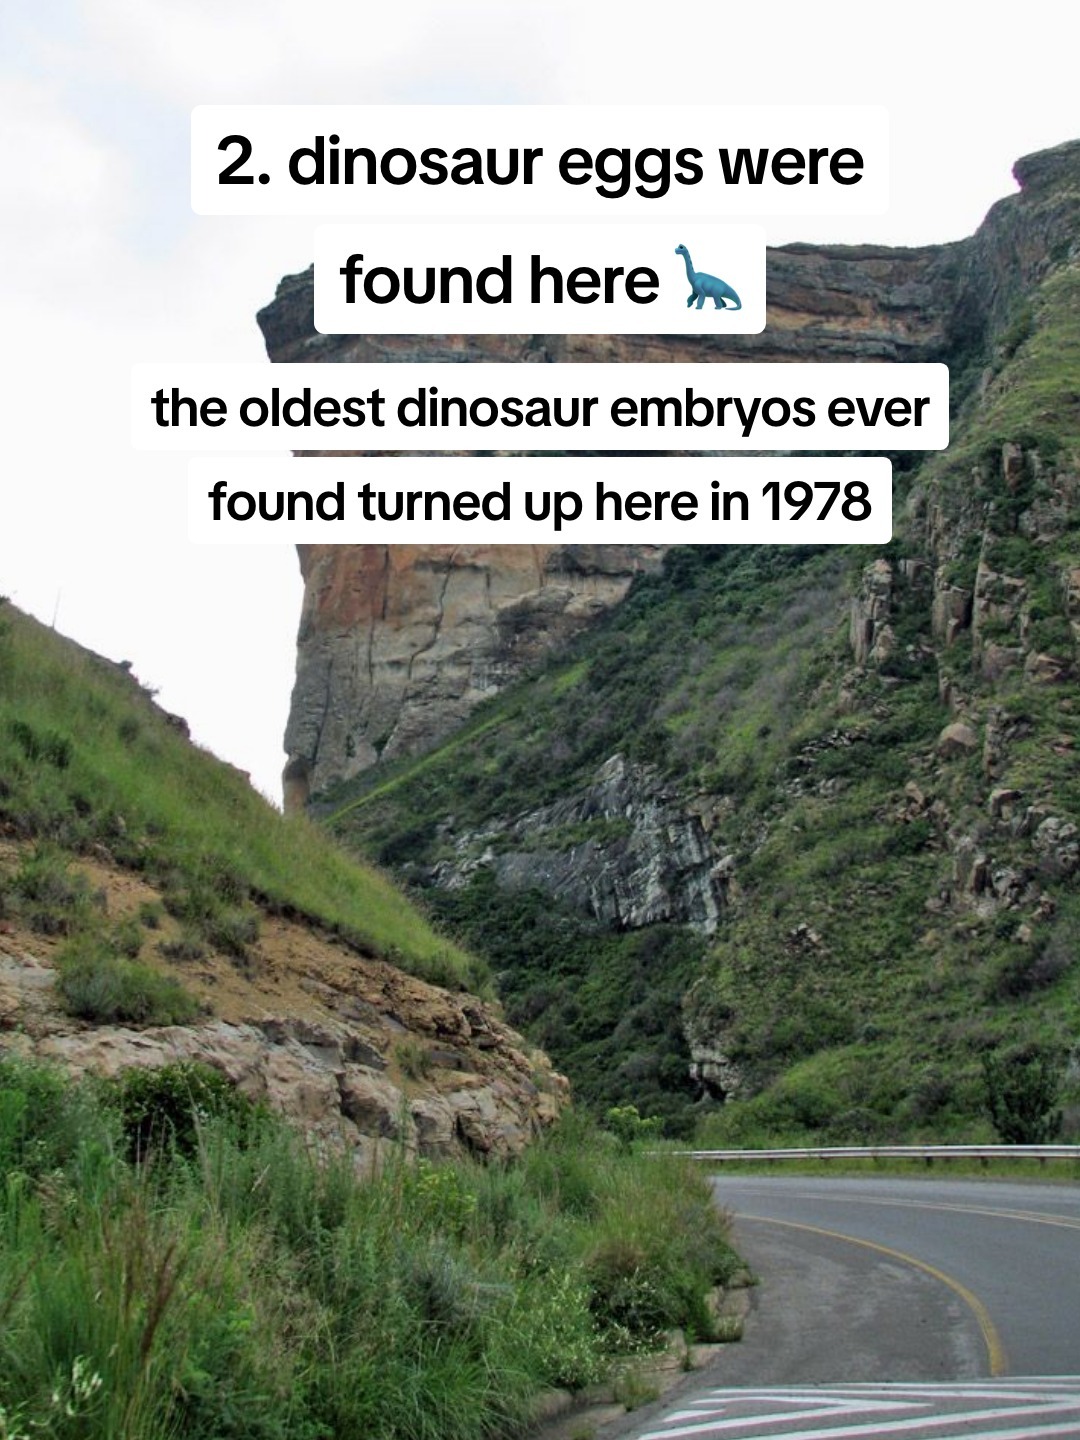 2. dinosaur eggs were
found here 🦕
the oldest dinosaur embryos ever
found turned up here in 1978